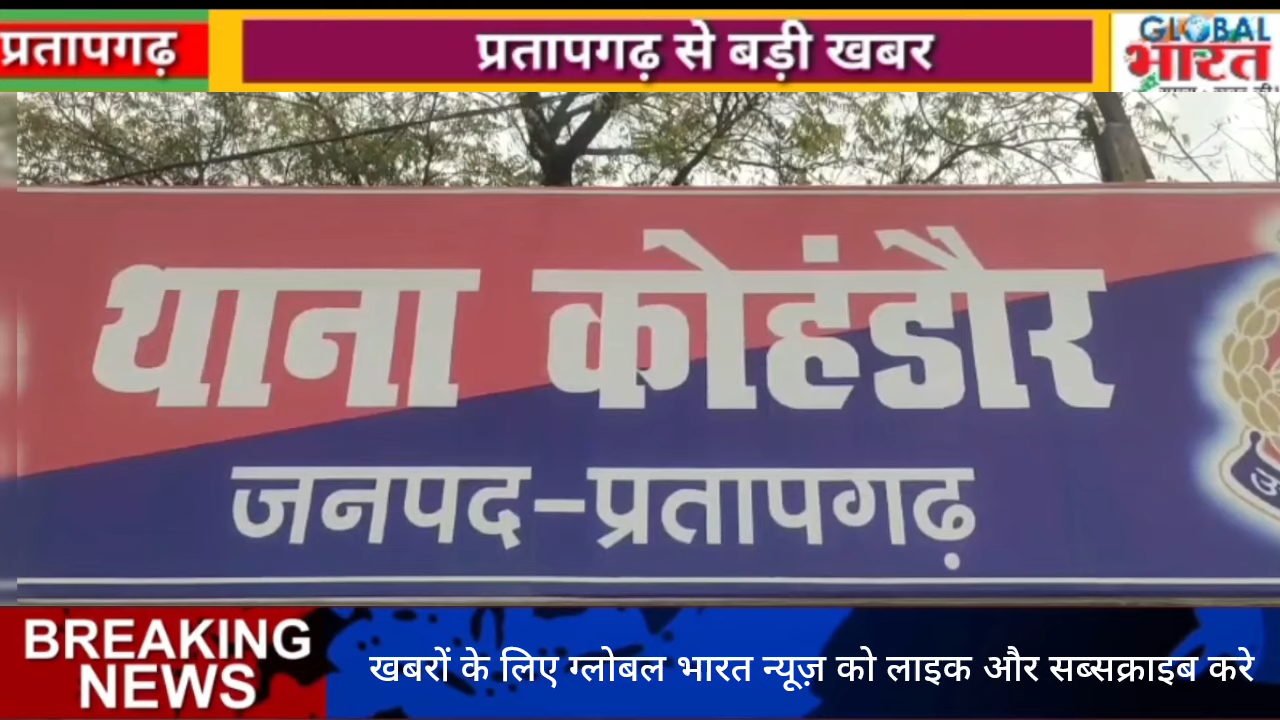 प्रतापगढ़
प्रतापगढ़ से बड़ी खबर
GLOBAL
भारत
थाना कोहंडौर
जनपद-प्रतापगढ़
BREAKING
NEWS
खबरों के लिए ग्लोबल भारत न्यूज़ को लाइक और सब्सक्राइब करे